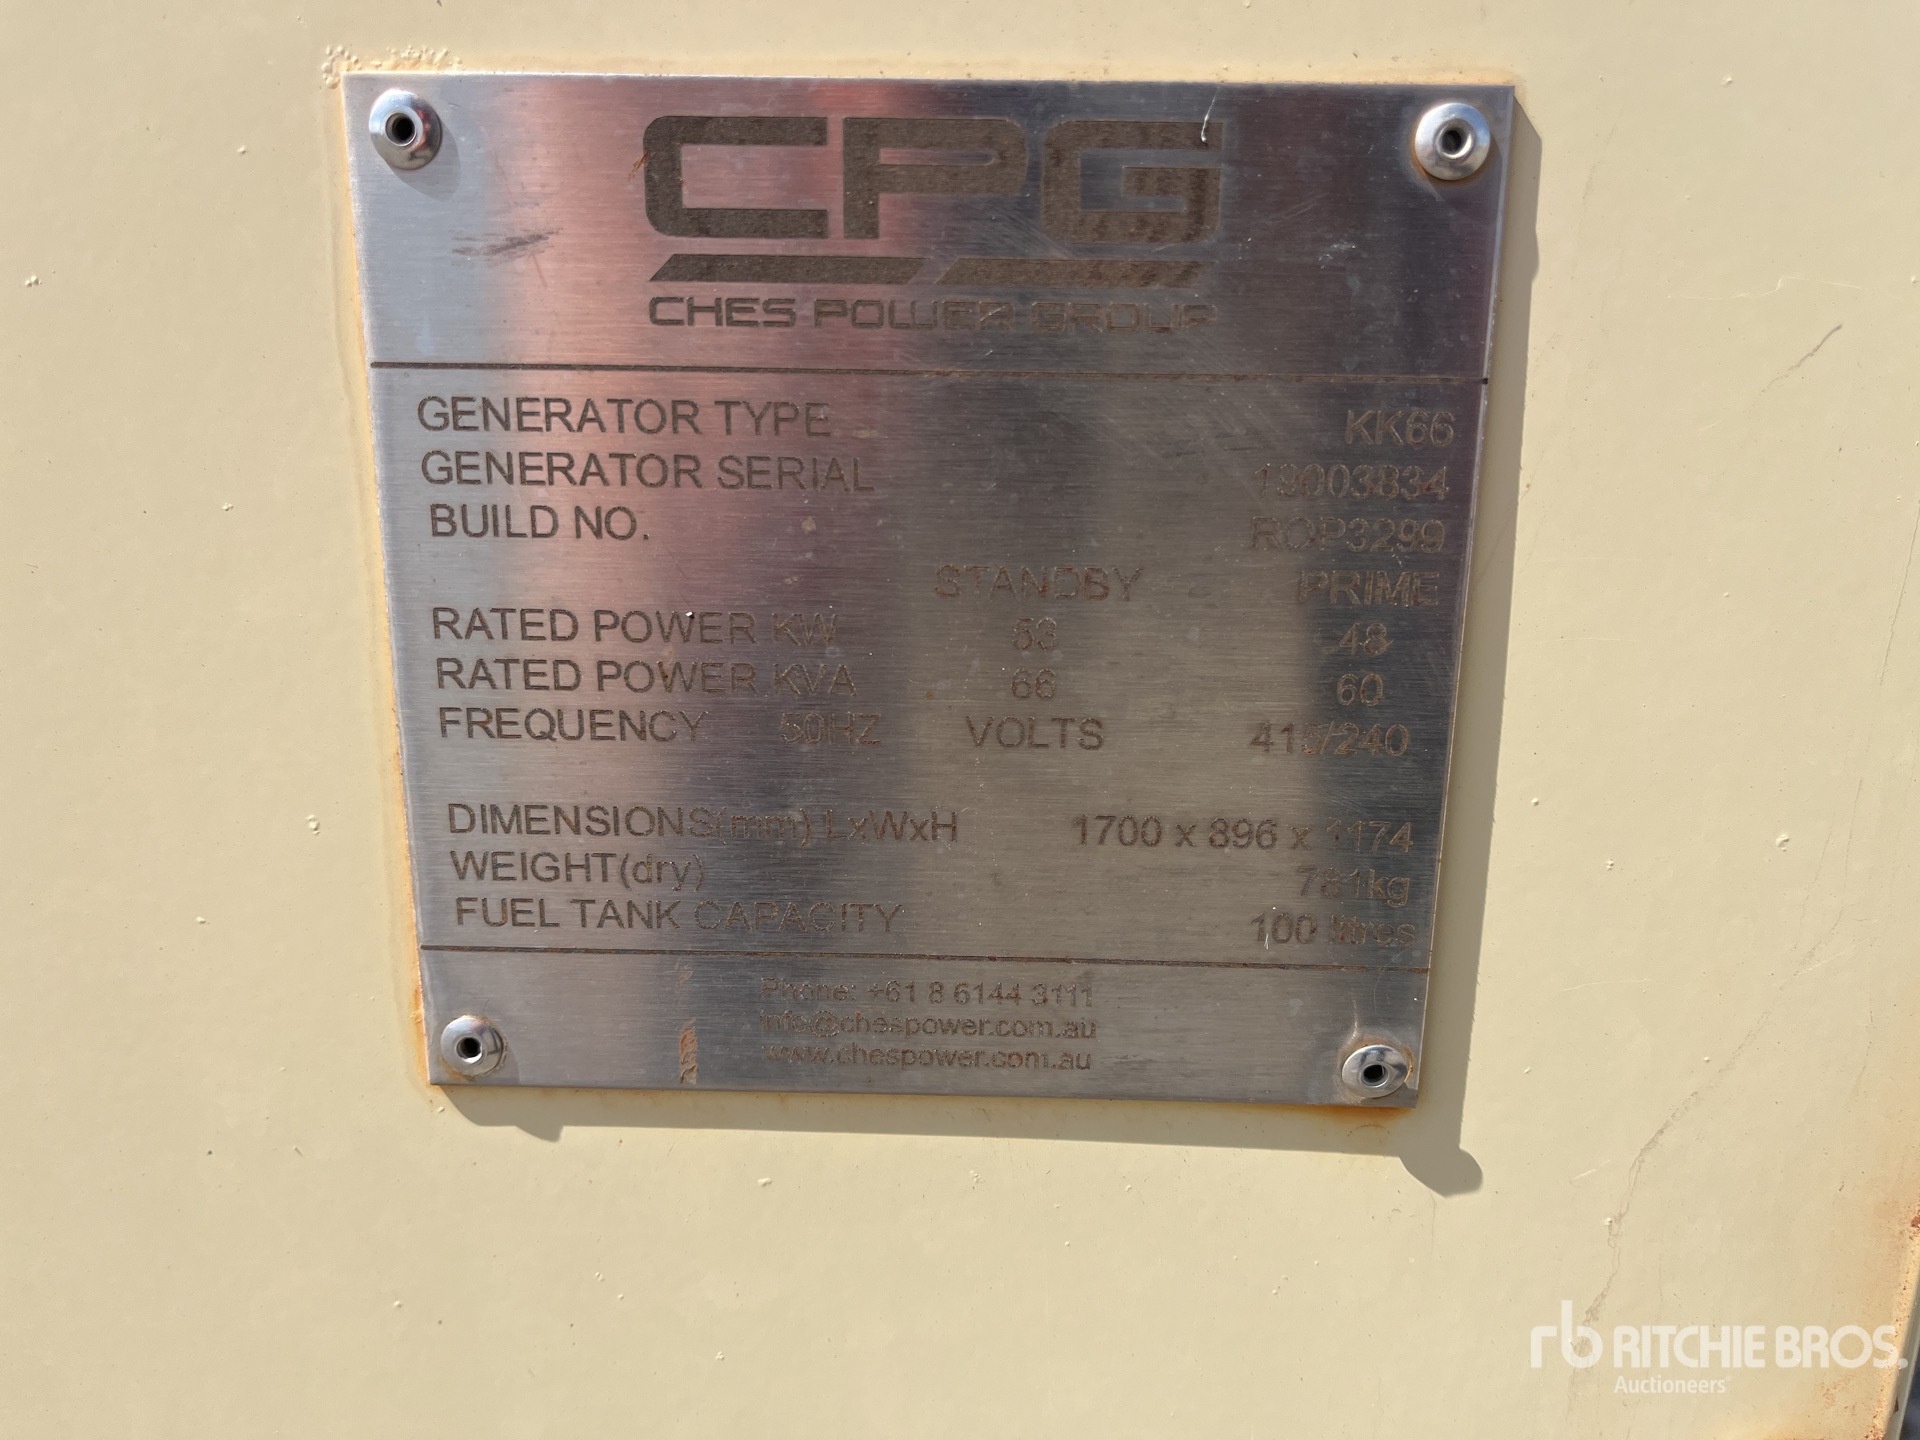 CPG
CHES POWER GROUP
GENERATOR TYPE KK66
GENERATOR SERIAL 19003834
BUILD NO. ROP3299
STANDBY PRIME
RATED POWER KW 53 48
RATED POWER KVA 66 60
FREQUENCY 50HZ VOLTS 415/240
DIMENSIONS(mm) LxWxH 1700 x 896 x 1174
WEIGHT(dry) 781kg
FUEL TANK CAPACITY 100 litres
Phone: +61 8 6144 3111
info@chespower.com.au
www.chespower.com.au
rb RITCHIE BROS.
Auctioneers